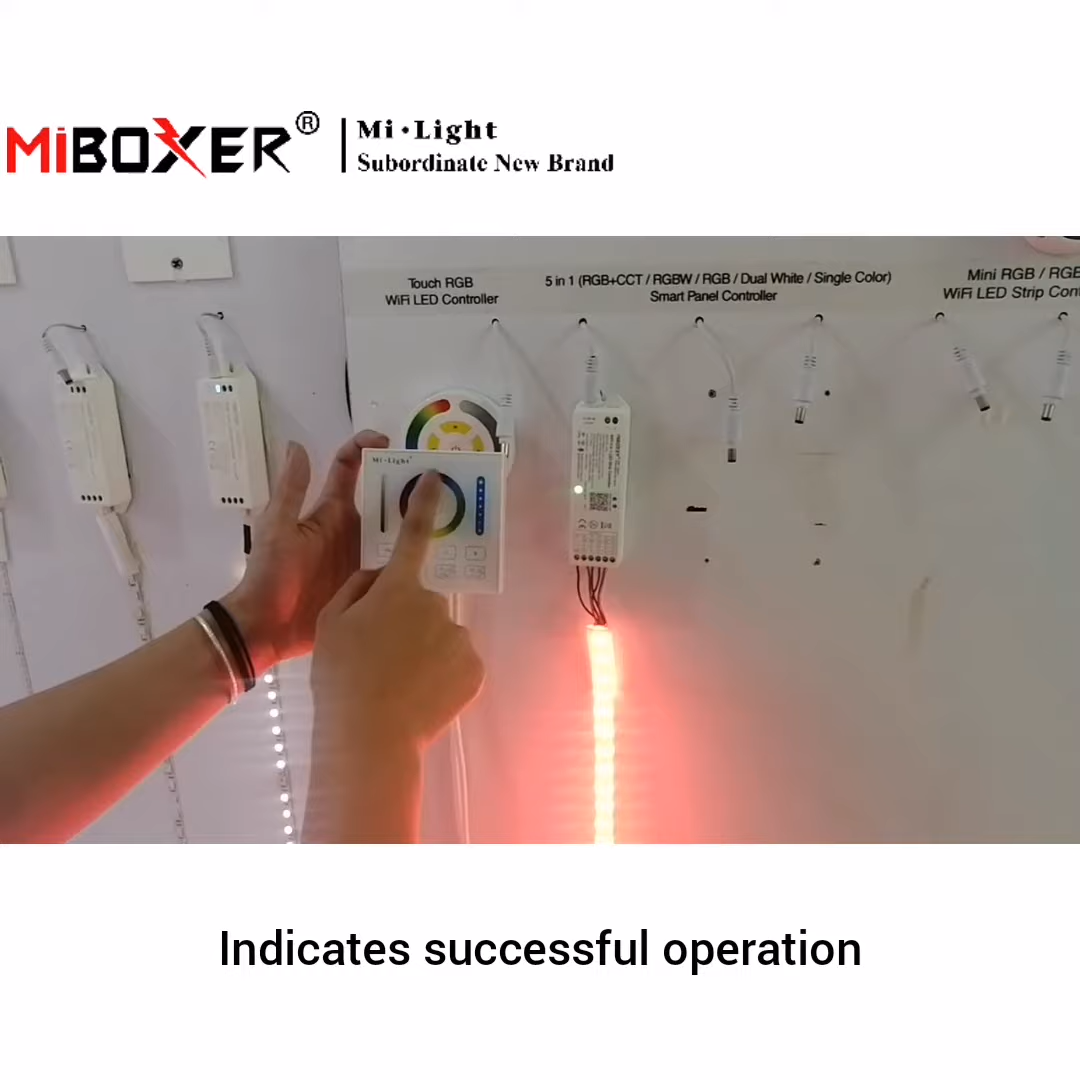 MiBOXER®
Mi·Light
Subordinate New Brand
Touch RGB
WiFi LED Controller
5 in 1 (RGB+CCT / RGBW / RGB / Dual White / Single Color)
Smart Panel Controller
Mini RGB / RGB
WiFi LED Strip Cont
Mi·Light
Indicates successful operation